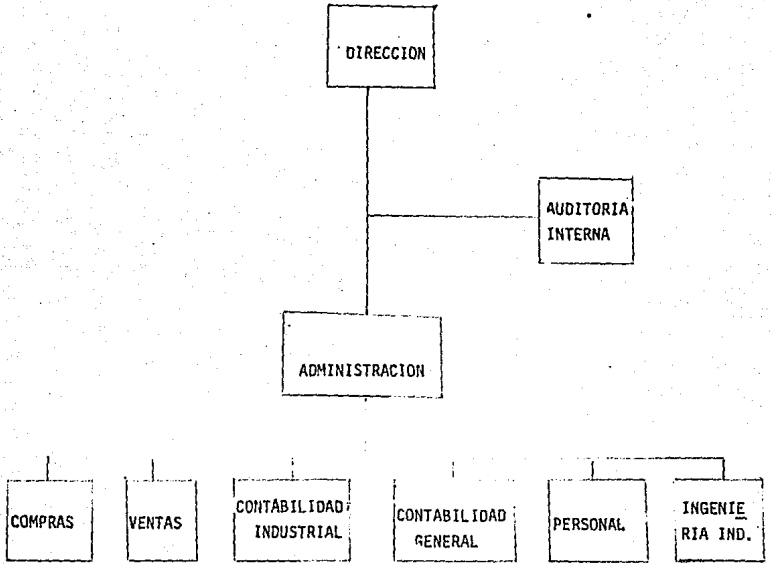 DIRECCION
AUDITORIA
INTERNA
ADMINISTRACION
COMPRAS
VENTAS
CONTABILIDAD
INDUSTRIAL
CONTABILIDAD
GENERAL
PERSONAL
INGENIE
RIA IND.